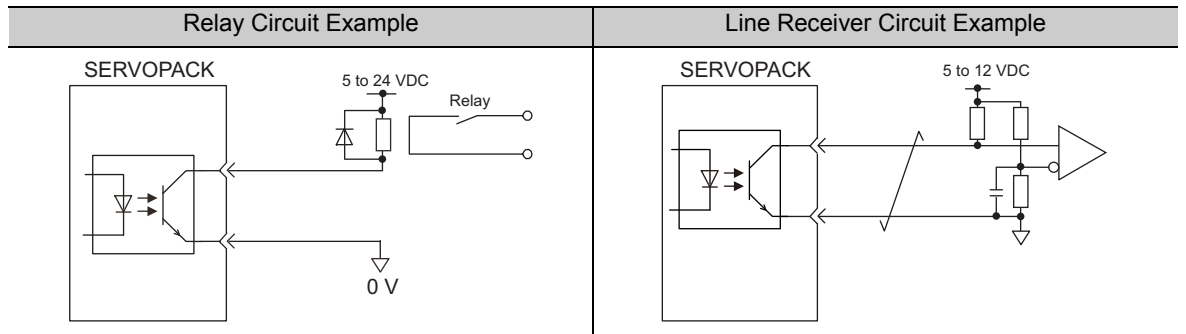 Relay Circuit Example
Line Receiver Circuit Example
SERVOPACK
5 to 24 VDC
Relay
0 V
SERVOPACK
5 to 12 VDC